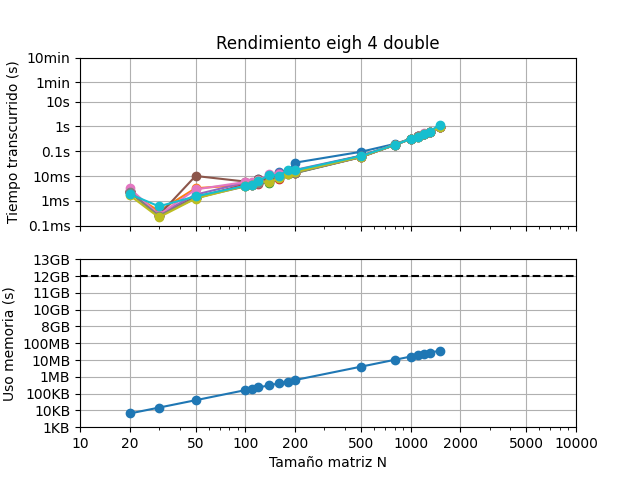 Rendimiento eigh 4 double
Tiempo transcurrido (s)
10min
1min
10s
1s
0.1s
10ms
1ms
0.1ms
Uso memoria (s)
13GB
12GB
11GB
10GB
8GB
100MB
10MB
1MB
100KB
10KB
1KB
10 20 50 100 200 500 1000 2000 5000 10000
Tamaño matriz N